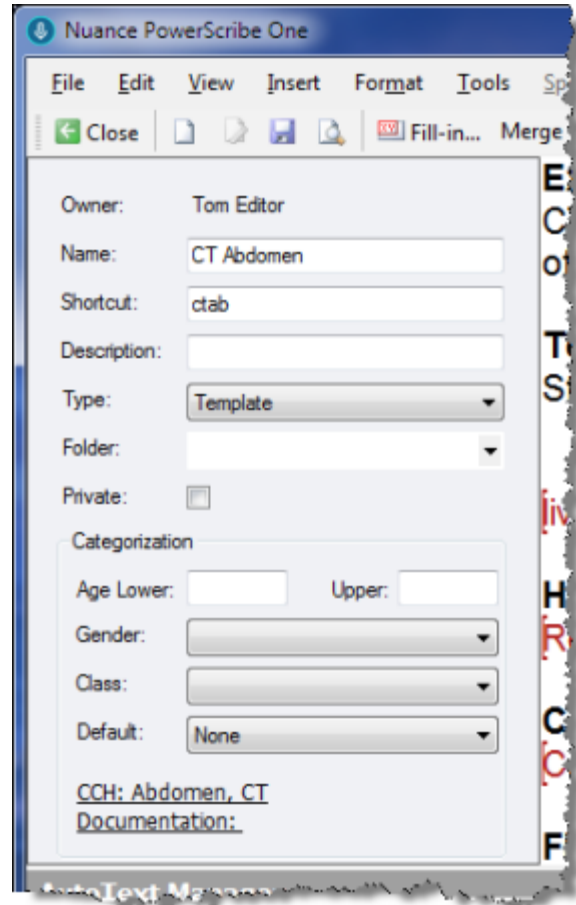 Nuance PowerScribe One
File Edit View Insert Format Tools Sp
Close Fill-in... Merge
Owner: Tom Editor
Name: CT Abdomen
Shortcut: ctab
Description:
Type: Template
Folder:
Private:
Categorization
Age Lower: Upper:
Gender:
Class:
Default: None
CCH: Abdomen, CT
Documentation: